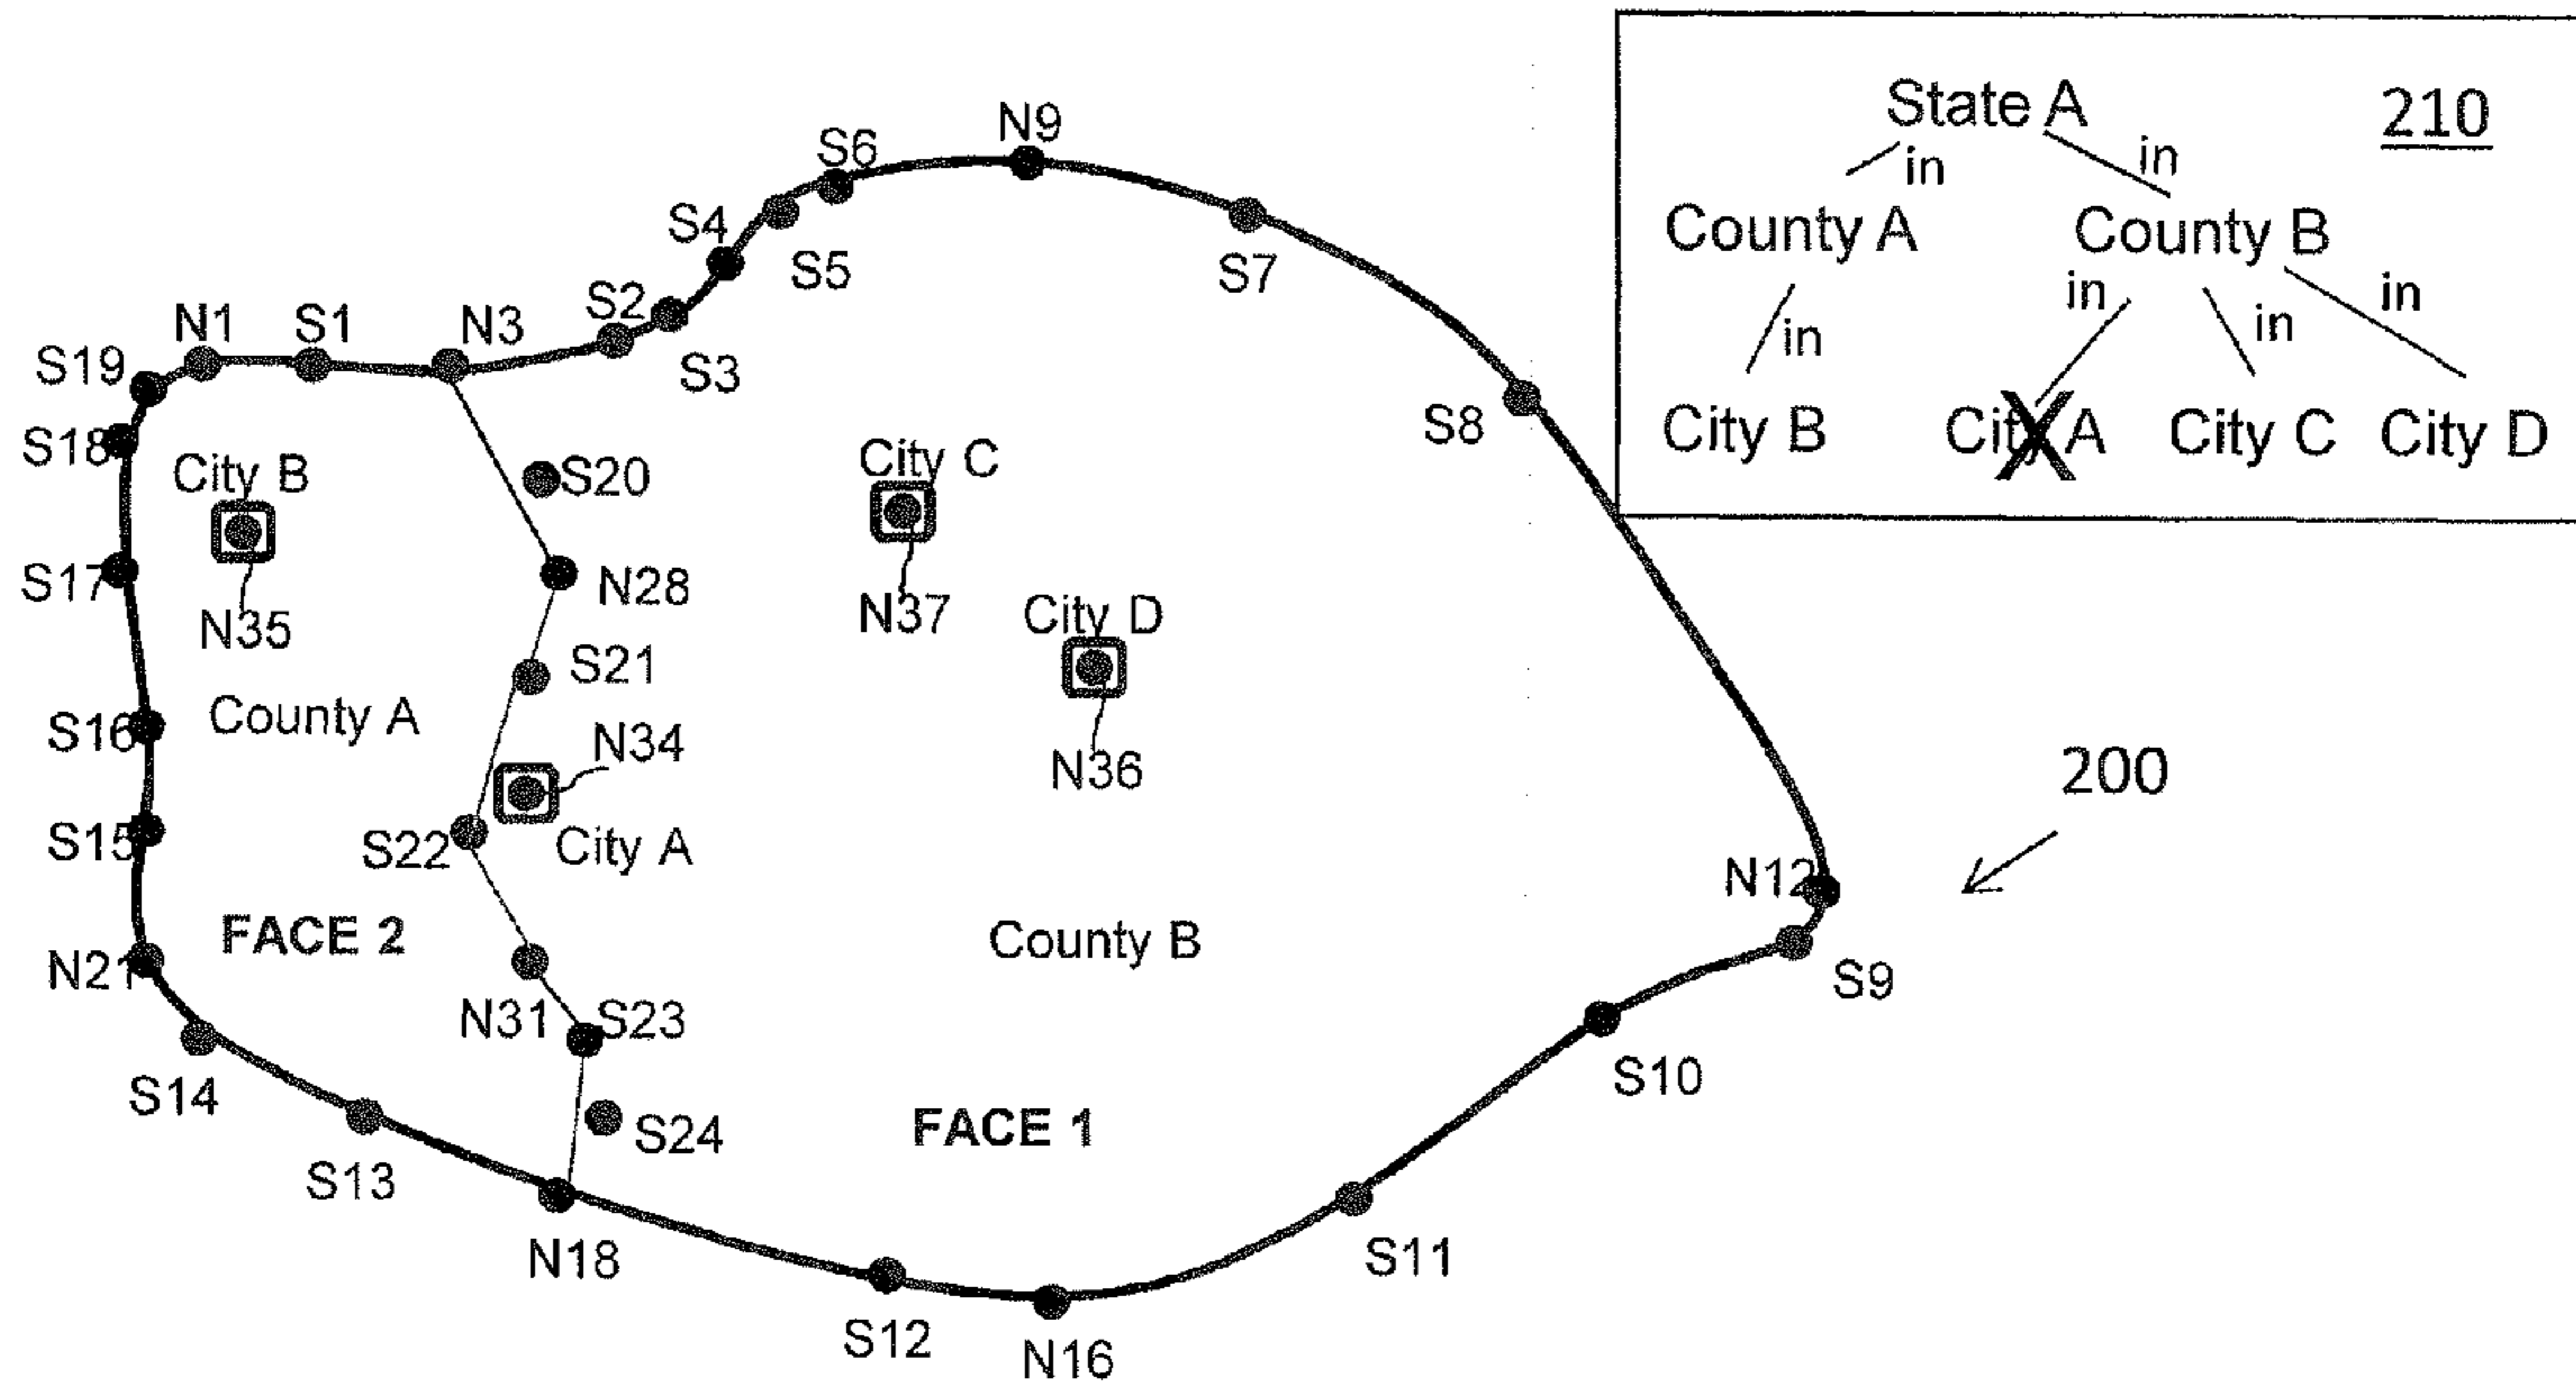 State A
210
in
in
County A
County B
in
in
in
in
City B
City A
City C
City D
N9
S6
S4
S5
S7
N1
S1
N3
S2
S19
S3
S8
S18
City B
S20
City C
S17
N28
N35
N37
City D
S21
S16
County A
N34
N36
200
S15
S22
City A
N12
FACE 2
County B
N21
S9
N31
S23
S10
S14
FACE 1
S24
S13
N18
S11
S12
N16